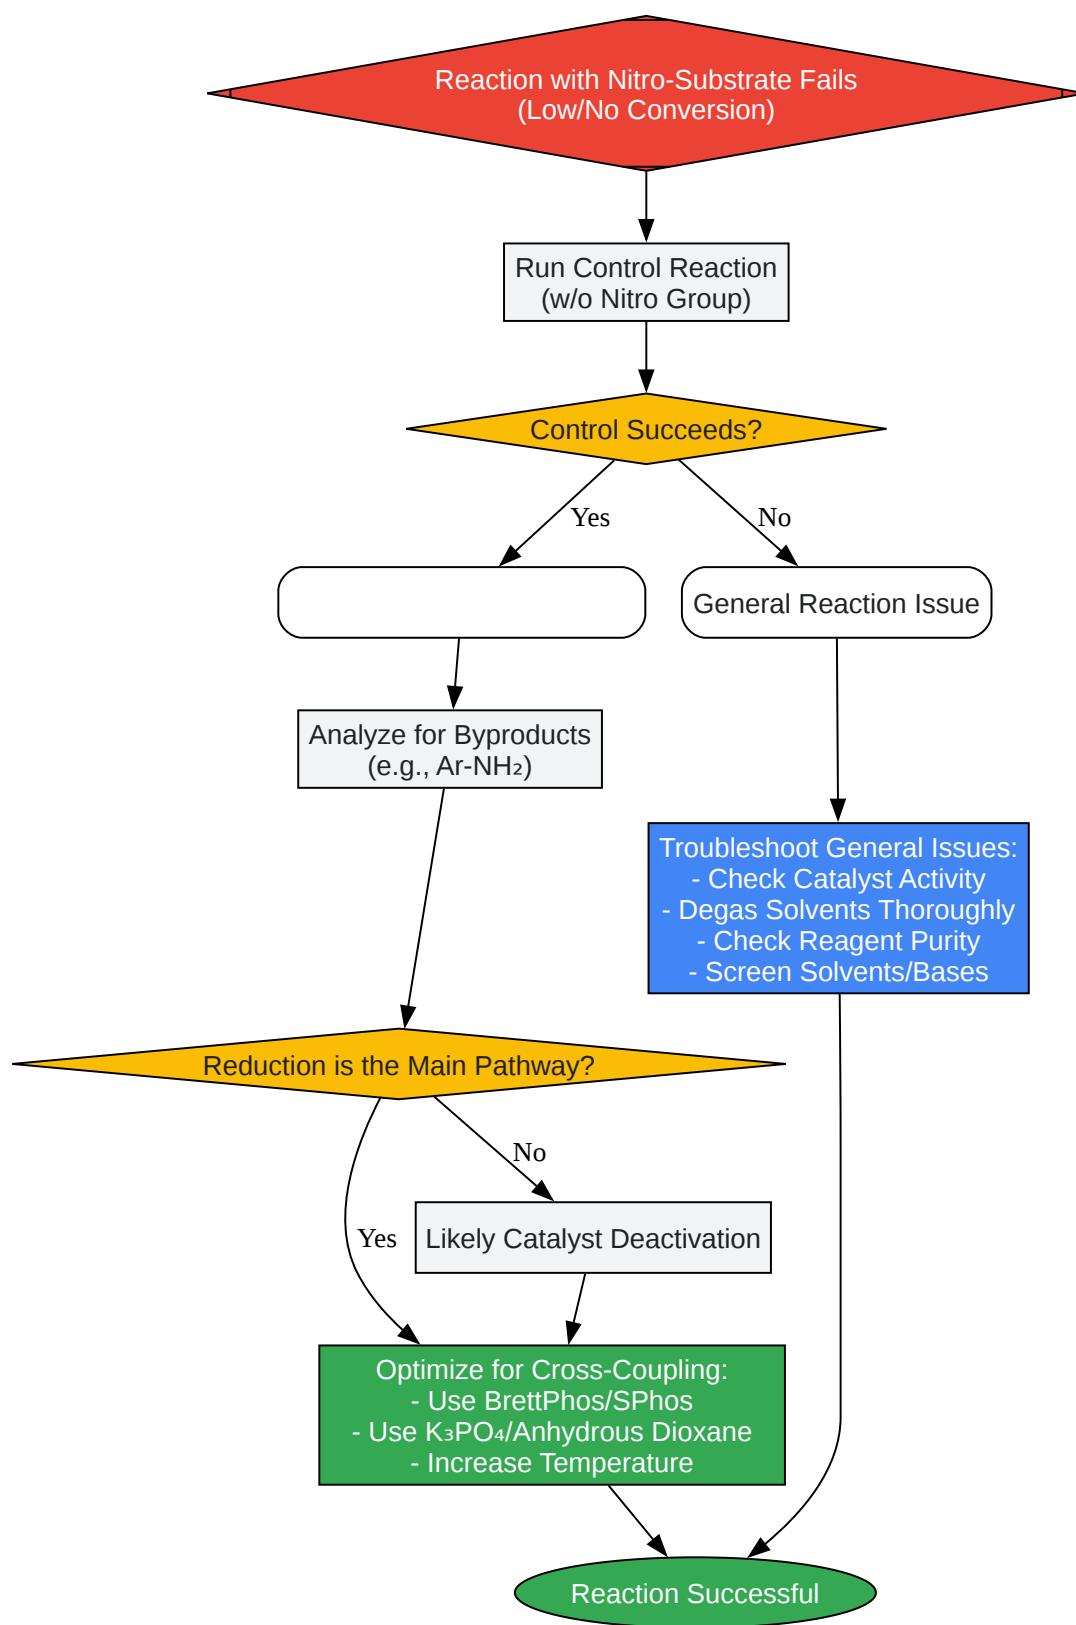 Reaction with Nitro-Substrate Fails
(Low/No Conversion)
Run Control Reaction
(w/o Nitro Group)
Control Succeeds?
Yes
No
General Reaction Issue
Analyze for Byproducts
(e.g., Ar-NH₂)
Troubleshoot General Issues:
- Check Catalyst Activity
- Degas Solvents Thoroughly
- Check Reagent Purity
- Screen Solvents/Bases
Reduction is the Main Pathway?
No
Yes
Likely Catalyst Deactivation
Optimize for Cross-Coupling:
- Use BrettPhos/SPhos
- Use K₃PO₄/Anhydrous Dioxane
- Increase Temperature
Reaction Successful